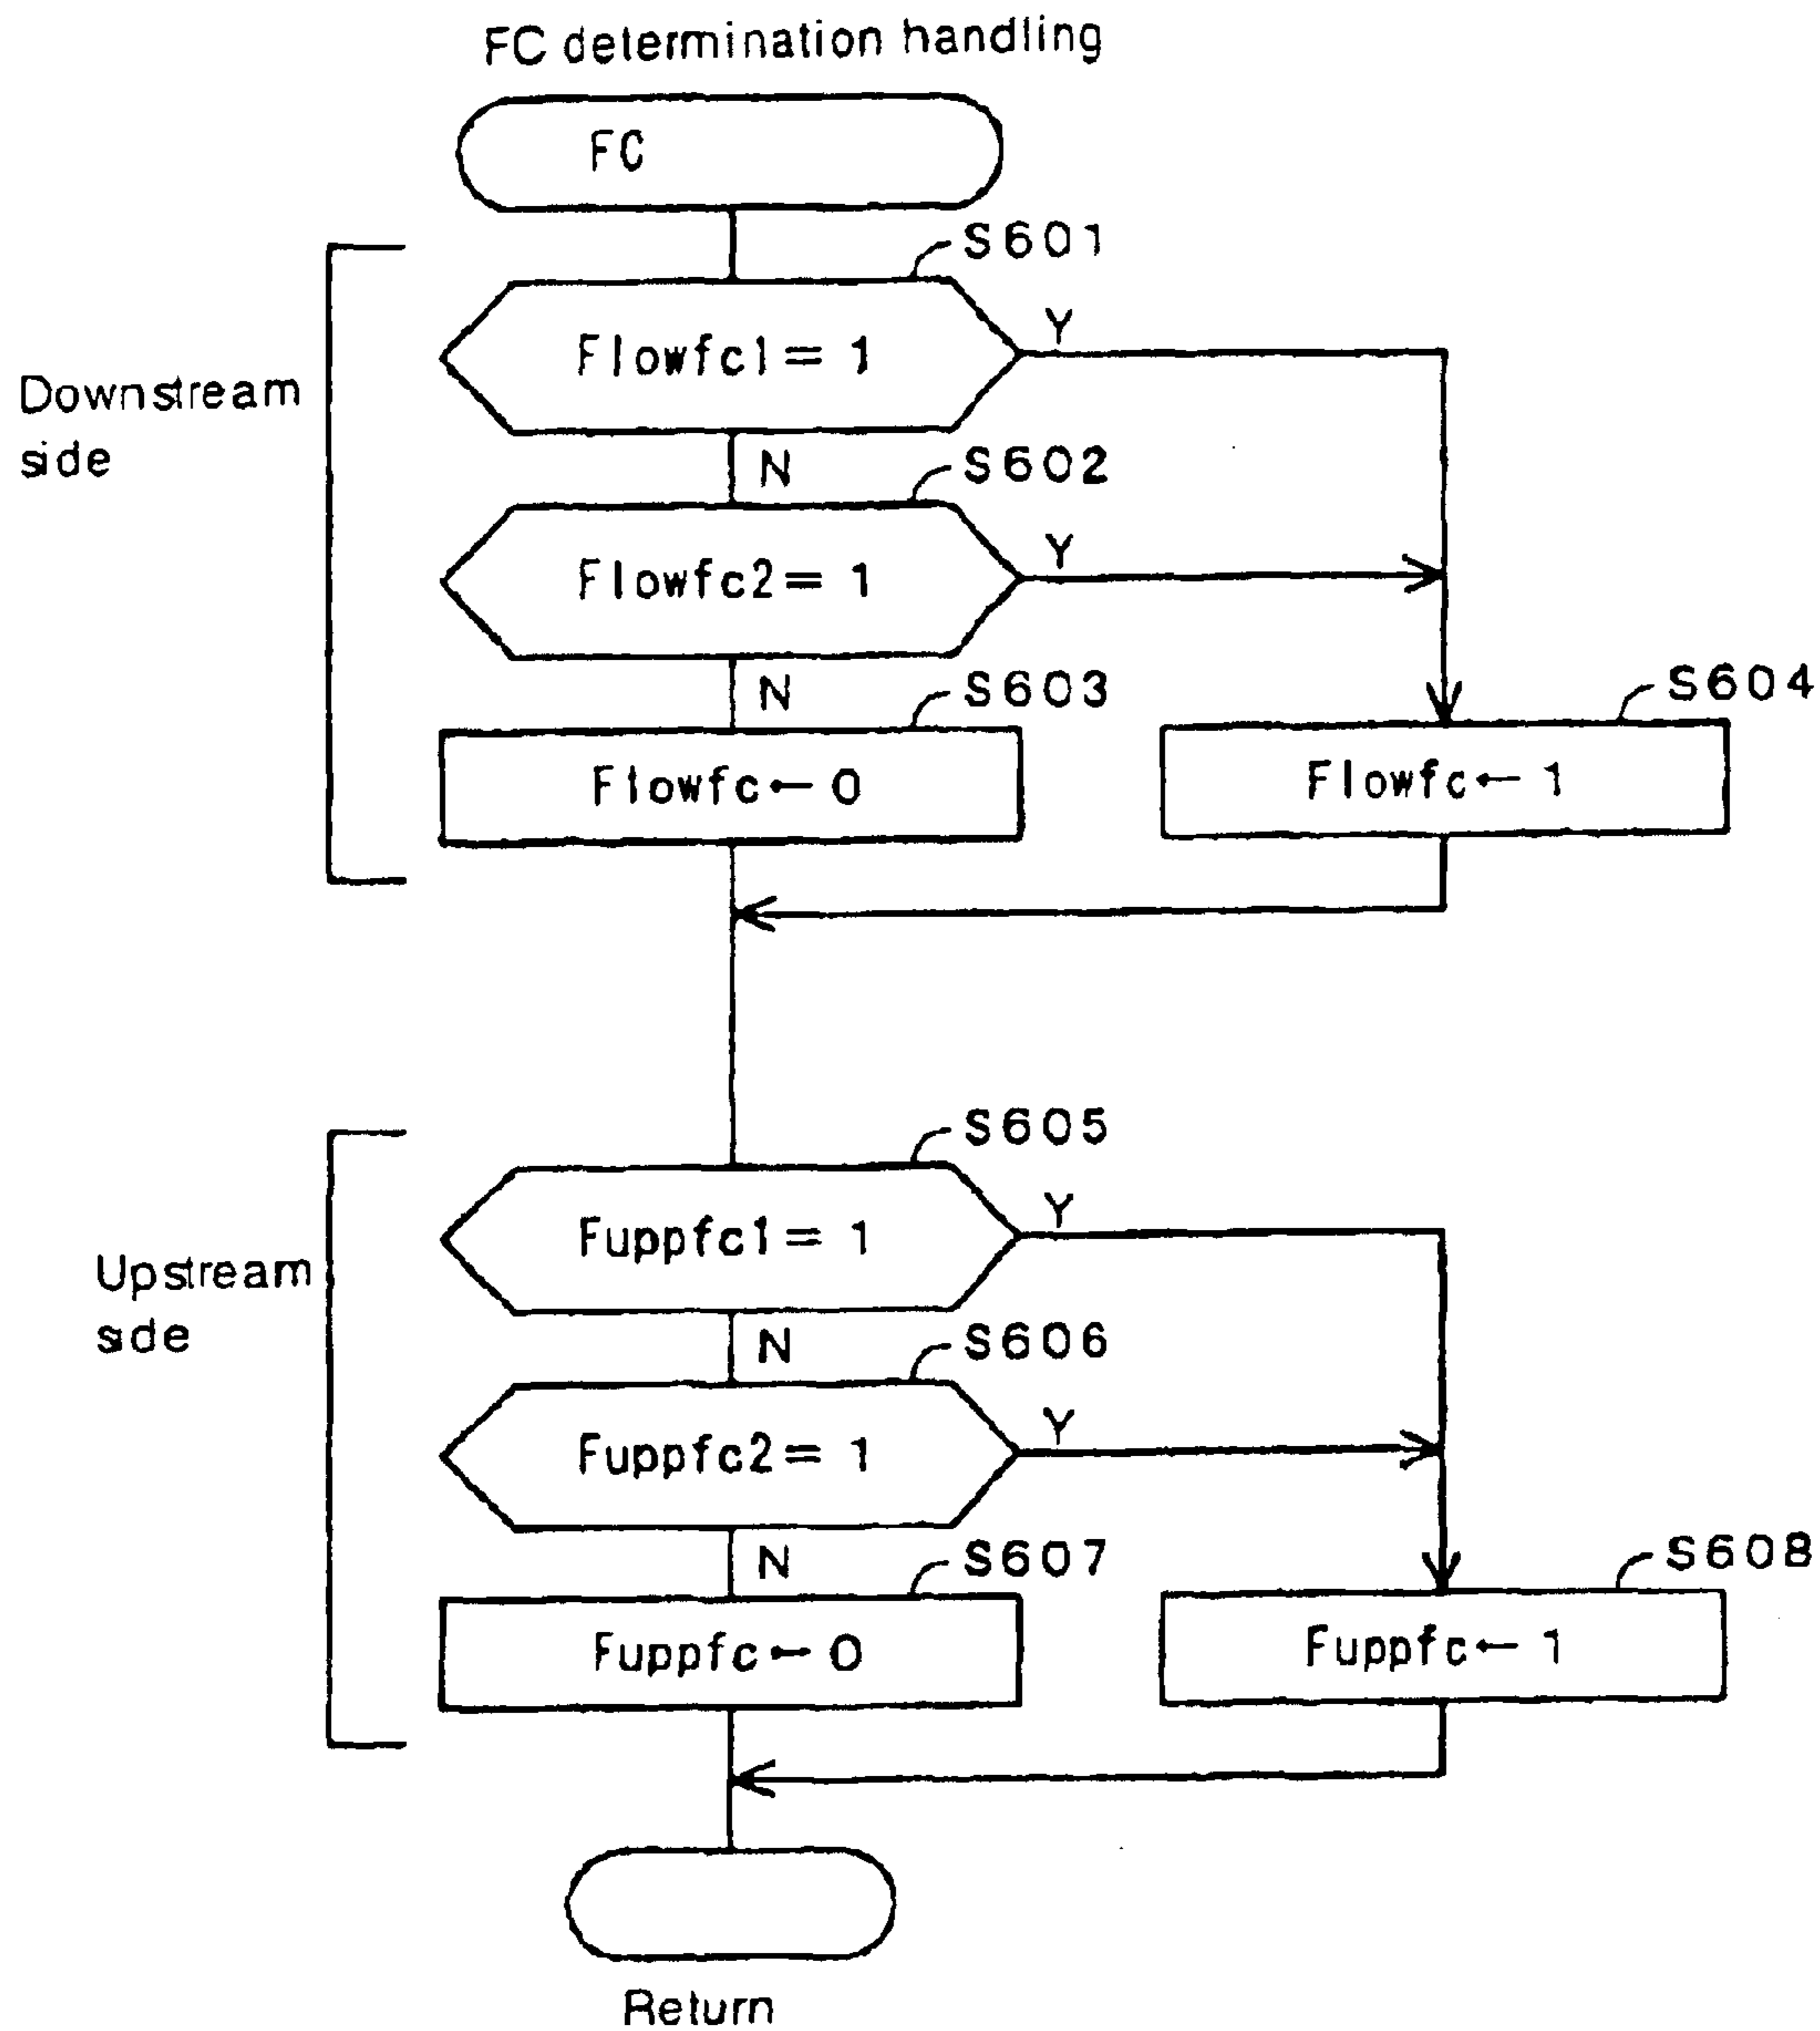 FC determination handling
FC
S601
Flowfc1 = 1
Y
Downstream
side
N
S602
Flowfc2 = 1
Y
N
S603
S604
Flowfc ← 0
Flowfc ← 1
S605
Fuppfc1 = 1
Y
Upstream
side
N
S606
Fuppfc2 = 1
Y
N
S607
S608
Fuppfc ← 0
Fuppfc ← 1
Return